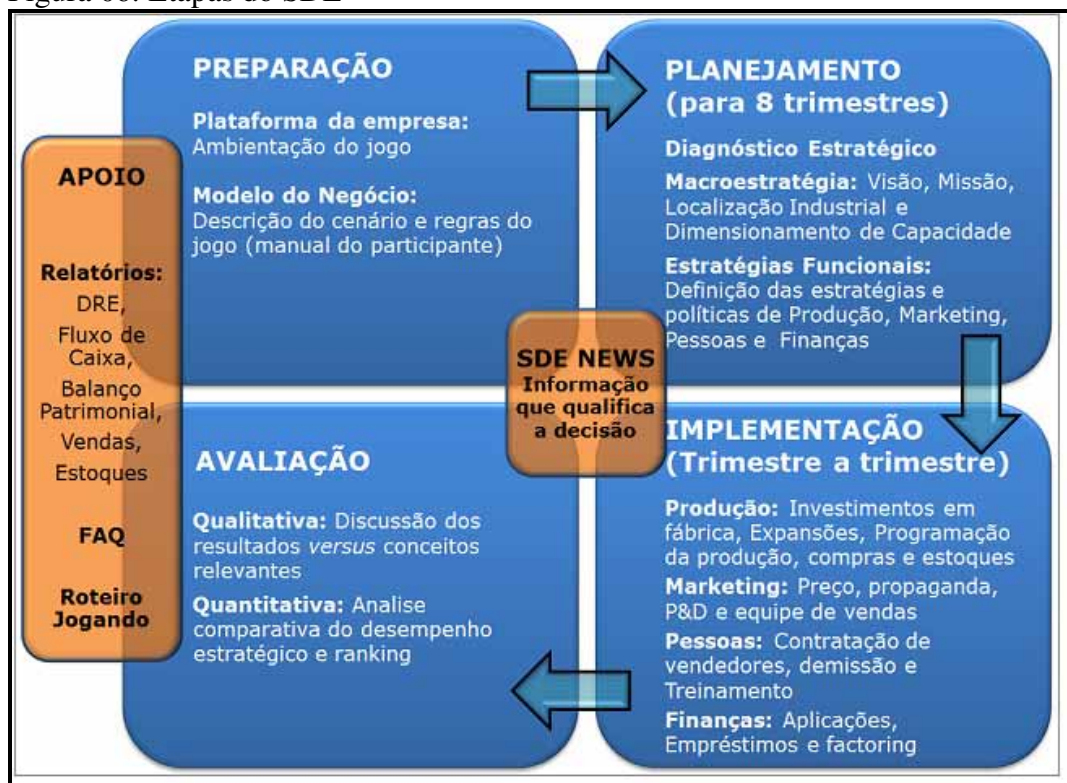 Figura 06: Etapas do SDE
PREPARAÇÃO
Plataforma da empresa:
Ambientação do jogo
Modelo do Negócio:
Descrição do cenário e regras do
jogo (manual do participante)
PLANEJAMENTO
(para 8 trimestres)
Diagnóstico Estratégico
Macroestratégia: Visão, Missão,
Localização Industrial e
Dimensionamento de Capacidade
Estratégias Funcionais:
Definição das estratégias e
políticas de Produção, Marketing,
Pessoas e Finanças
APOIO
Relatórios:
DRE,
Fluxo de
Caixa,
Balanço
Patrimonial,
Vendas,
Estoques
FAQ
Roteiro
Jogando
SDE NEWS
Informação
que qualifica
a decisão
AVALIAÇÃO
Qualitativa: Discussão dos
resultados versus conceitos
relevantes
Quantitativa: Analise
comparativa do desempenho
estratégico e ranking
IMPLEMENTAÇÃO
(Trimestre a trimestre)
Produção: Investimentos em
fábrica, Expansões, Programação
da produção, compras e estoques
Marketing: Preço, propaganda,
P&D e equipe de vendas
Pessoas: Contratação de
vendedores, demissão e
Treinamento
Finanças: Aplicações,
Empréstimos e factoring